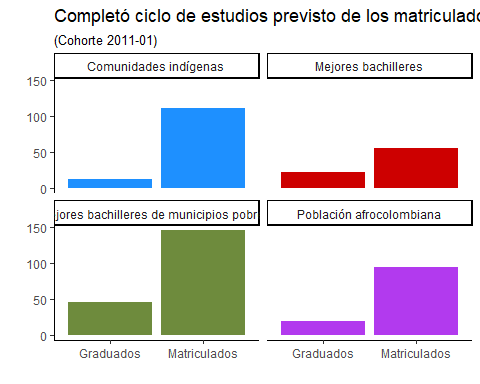 Completó ciclo de estudios previsto de los matriculado
(Cohorte 2011-01)
Comunidades indígenas
Mejores bachilleres
150
100
50
0
jores bachilleres de municipios pobr
Población afrocolombiana
150
100
50
0
Graduados
Matriculados
Graduados
Matriculados